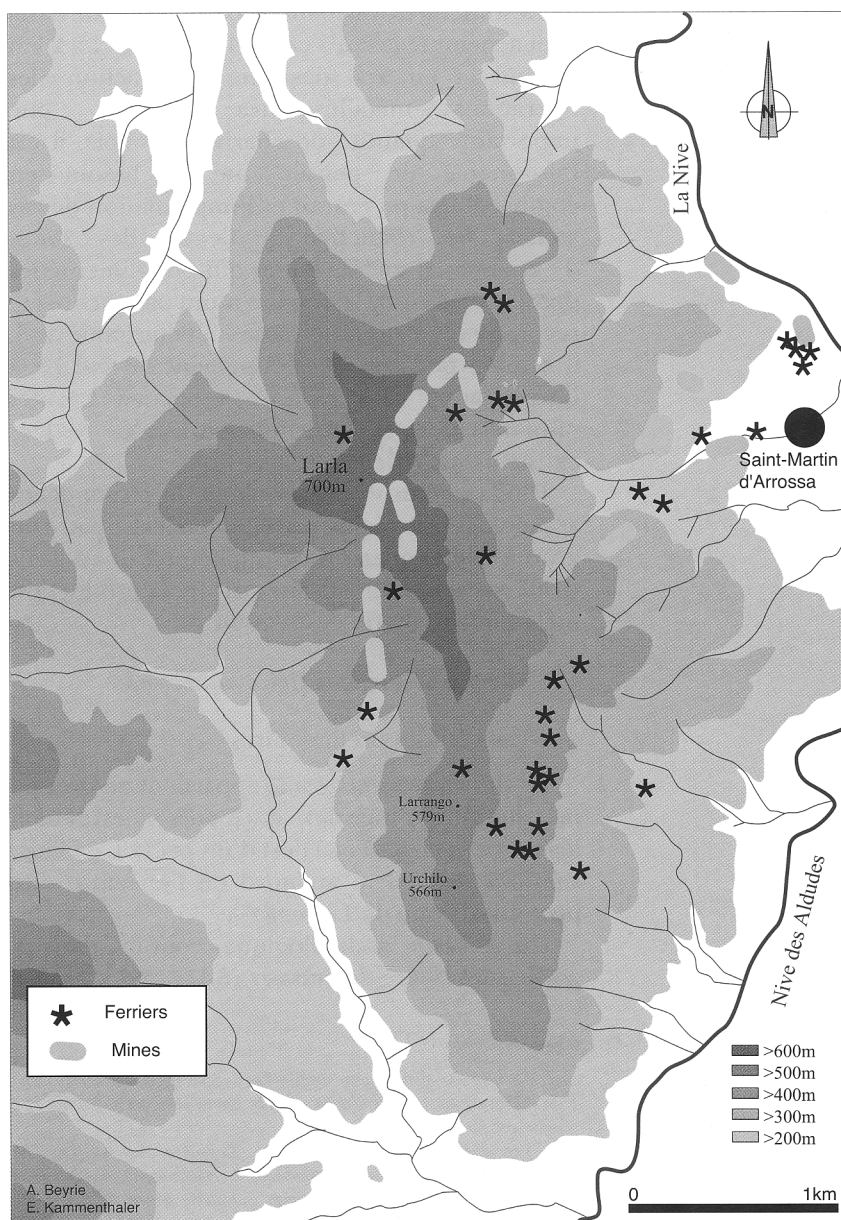 La Nive
N
Saint-Martin
d'Arrossa
Larla
700m
Larrango
579m
Urchilo
566m
Nive des Aldudes
Ferriers
Mines
>600m
>500m
>400m
>300m
>200m
A. Beyrie
E. Kammenthaler
0 1km